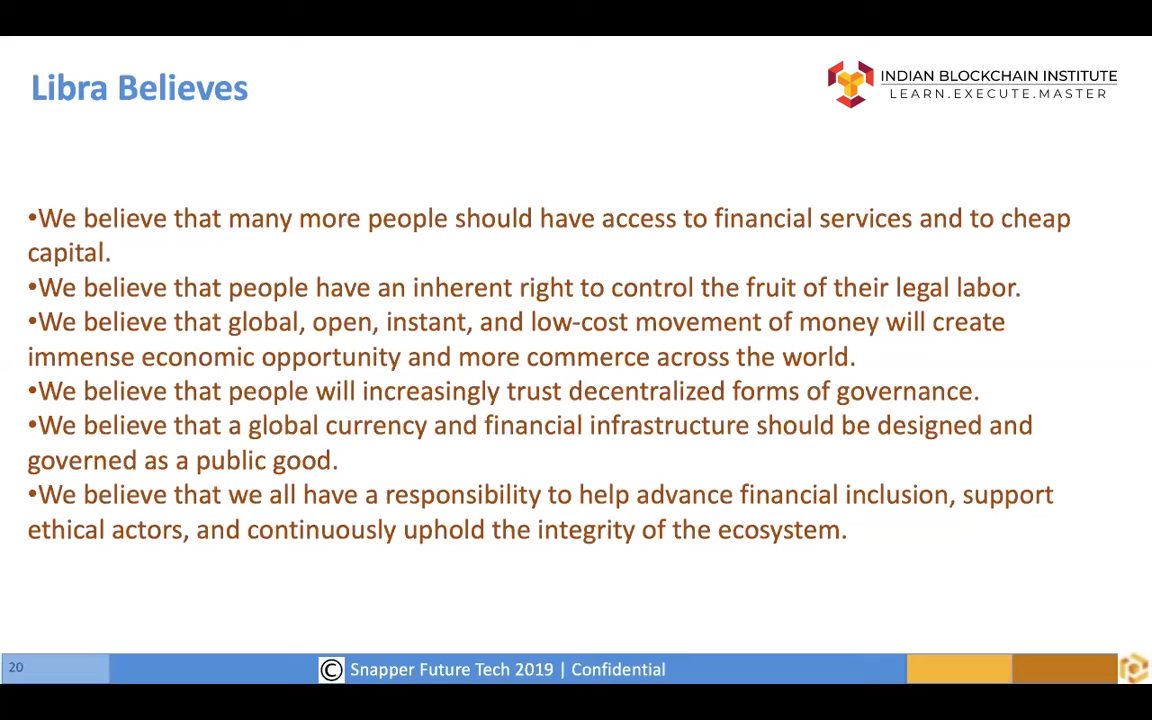 Libra Believes
INDIAN BLOCKCHAIN INSTITUTE
LEARN.EXECUTE.MASTER
•We believe that many more people should have access to financial services and to cheap
capital.
•We believe that people have an inherent right to control the fruit of their legal labor.
•We believe that global, open, instant, and low-cost movement of money will create
immense economic opportunity and more commerce across the world.
•We believe that people will increasingly trust decentralized forms of governance.
•We believe that a global currency and financial infrastructure should be designed and
governed as a public good.
•We believe that we all have a responsibility to help advance financial inclusion, support
ethical actors, and continuously uphold the integrity of the ecosystem.
20
© Snapper Future Tech 2019 | Confidential